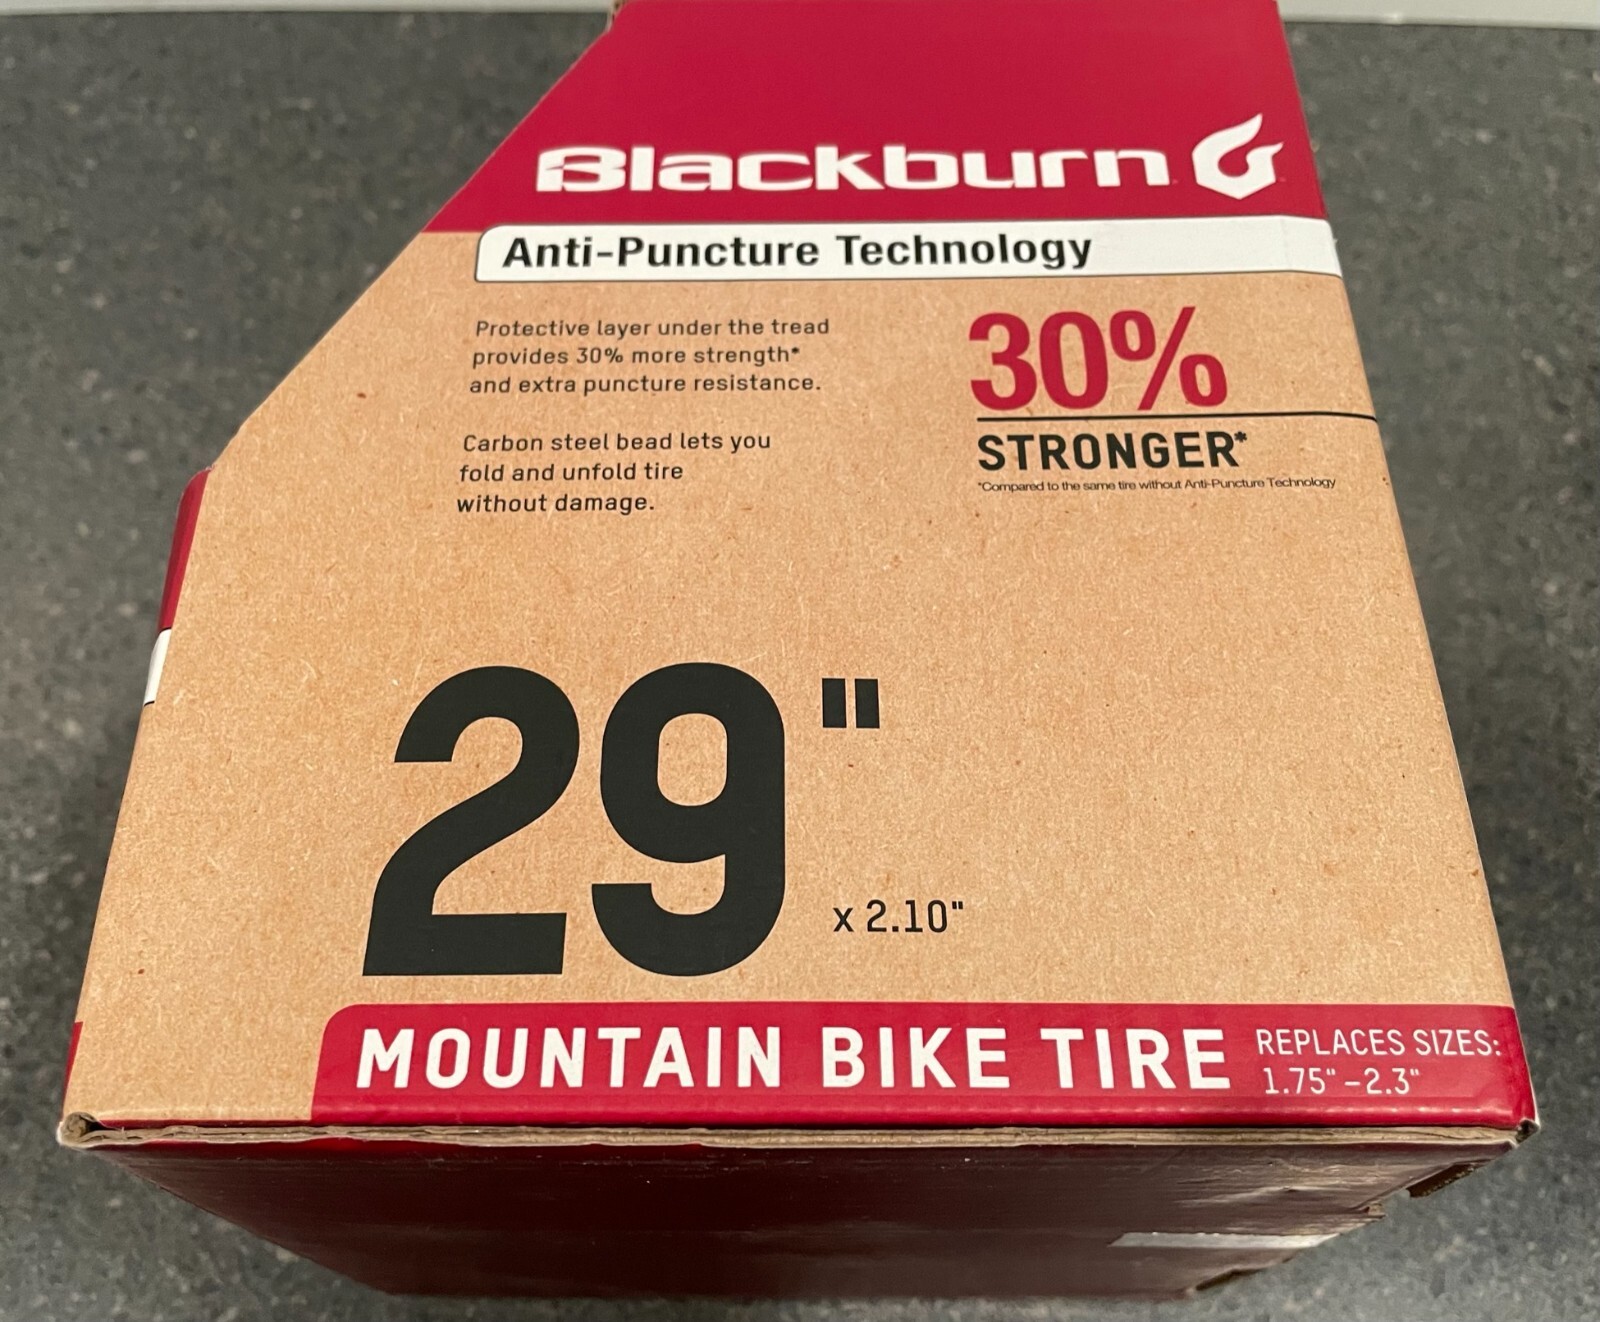 Blackburn
Anti-Puncture Technology
Protective layer under the tread
provides 30% more strength*
and extra puncture resistance.
Carbon steel bead lets you
fold and unfold tire
without damage.
30%
STRONGER*
*Compared to the same tire without Anti-Puncture Technology
29"
x 2.10"
MOUNTAIN BIKE TIRE
REPLACES SIZES:
1.75" -2.3"